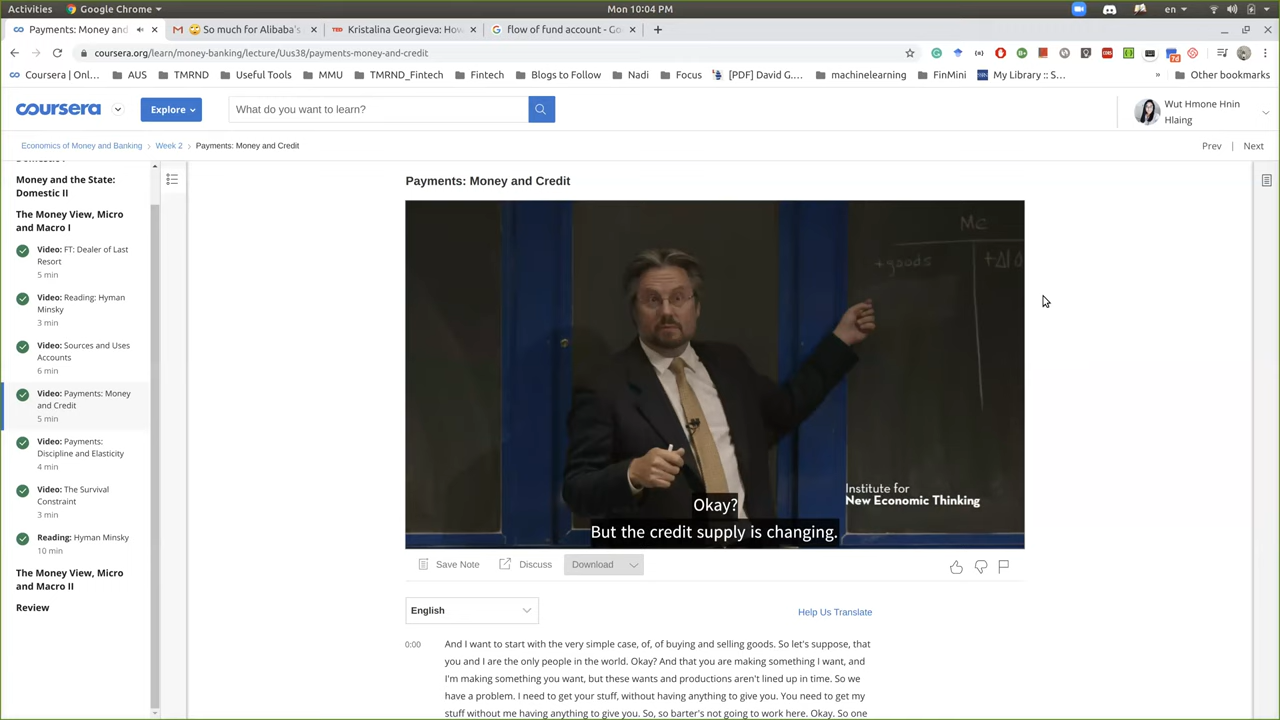 Activities
Google Chrome
Mon 10:04 PM
en
Payments: Money and
So much for Alibaba's
TED
Kristalina Georgieva: How
flow of fund account - Go
coursera.org/learn/money-banking/lecture/Uus38/payments-money-and-credit
Coursera | Onl…
AUS
TMRND
Useful Tools
MMU
TMRND_Fintech
Fintech
Blogs to Follow
Nadi
Focus
[PDF] David G.…
machinelearning
FinMini
My Library :: S…
»
Other bookmarks
coursera
Explore
What do you want to learn?
Wut Hmone Hnin
Hlaing
Economics of Money and Banking > Week 2 > Payments: Money and Credit
Prev | Next
Money and the State:
Domestic II
The Money View, Micro
and Macro I
Video: FT: Dealer of Last
Resort
5 min
Video: Reading: Hyman
Minsky
3 min
Video: Sources and Uses
Accounts
6 min
Video: Payments: Money
and Credit
5 min
Video: Payments:
Discipline and Elasticity
4 min
Video: The Survival
Constraint
3 min
Reading: Hyman Minsky
10 min
The Money View, Micro
and Macro II
Review
Payments: Money and Credit
Me
+goods
Institute for
New Economic Thinking
Okay?
But the credit supply is changing.
Save Note
Discuss
Download
English
Help Us Translate
0:00
And I want to start with the very simple case, of, of buying and selling goods. So let's suppose, that
you and I are the only people in the world. Okay? And that you are making something I want, and
I'm making something you want, but these wants and productions aren't lined up in time. So we
have a problem. I need to get your stuff, without having anything to give you. You need to get my
stuff without me having anything to give you. So, so barter's not going to work here. Okay. So one